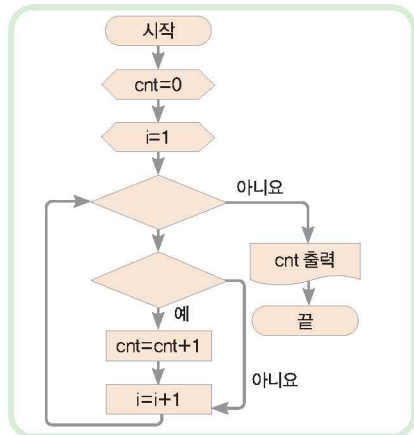 시작
cnt=0
i=1
아니요
cnt 출력
끝
예
cnt=cnt+1
아니요
i=i+1